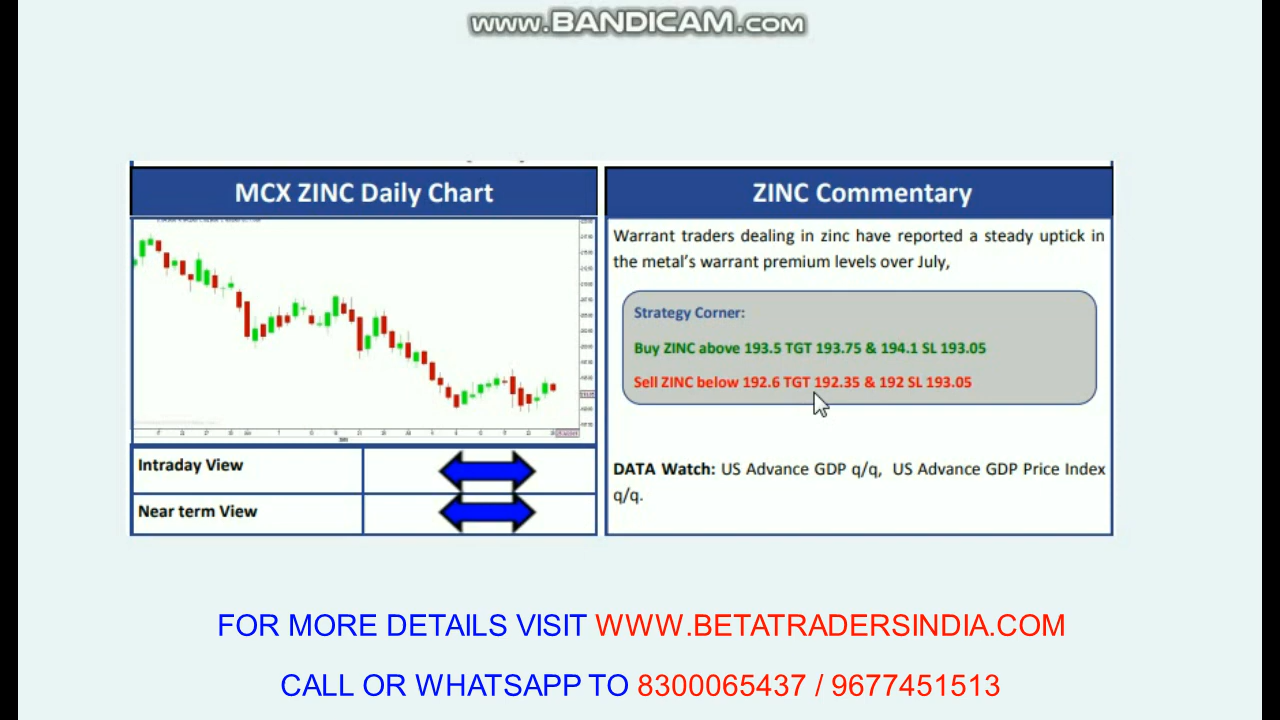 www.BANDICAM.com
MCX ZINC Daily Chart
ZINC Commentary
Warrant traders dealing in zinc have reported a steady uptick in
the metal's warrant premium levels over July,
Strategy Corner:
Buy ZINC above 193.5 TGT 193.75 & 194.1 SL 193.05
Sell ZINC below 192.6 TGT 192.35 & 192 SL 193.05
DATA Watch: US Advance GDP q/q, US Advance GDP Price Index
q/q.
Intraday View
Near term View
FOR MORE DETAILS VISIT WWW.BETATRADERSINDIA.COM
CALL OR WHATSAPP TO 8300065437 / 9677451513